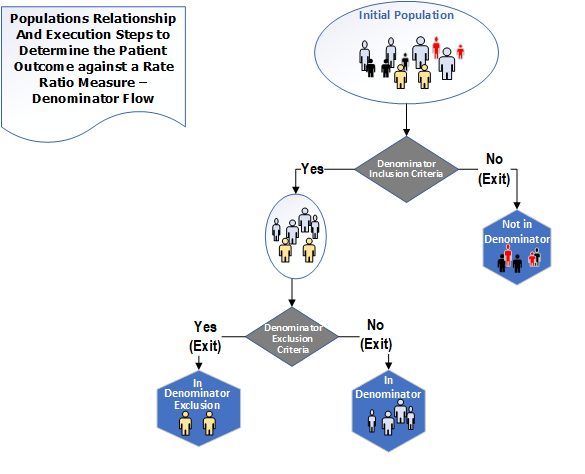 Populations Relationship
And Execution Steps to
Determine the Patient
Outcome against a Rate
Ratio Measure –
Denominator Flow
Initial Population
Denominator
Inclusion Criteria
Yes
No
(Exit)
Not in
Denominator
Denominator
Exclusion
Criteria
Yes
(Exit)
No
(Exit)
In
Denominator
Exclusion
In
Denominator